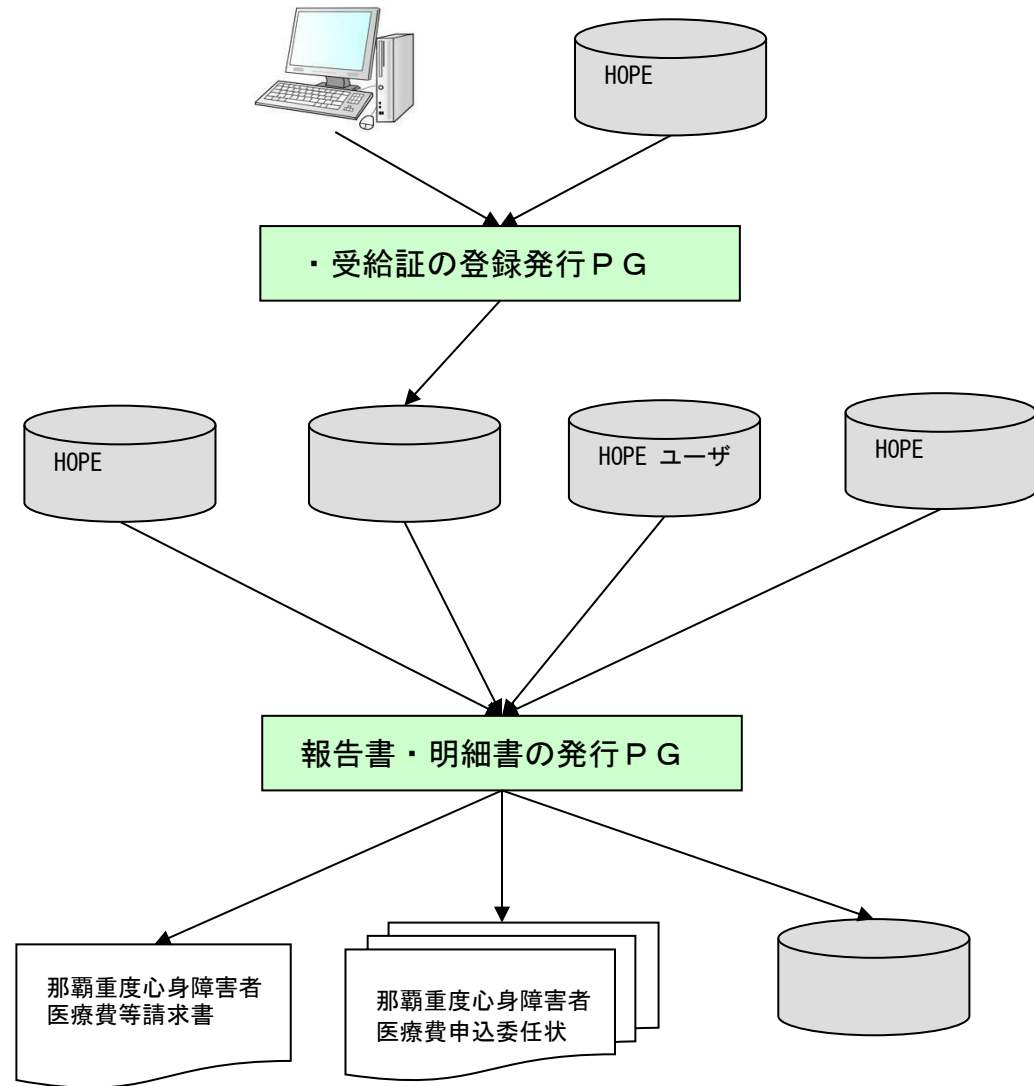 HOPE
・受給証の登録発行ＰＧ
HOPE
HOPE ユーザ
HOPE
報告書・明細書の発行ＰＧ
那覇重度心身障害者
医療費等請求書
那覇重度心身障害者
医療費申込委任状